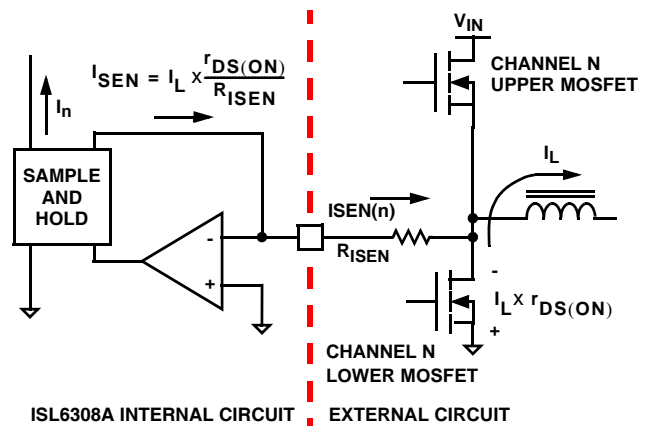 V_IN
CHANNEL N
UPPER MOSFET
I_SEN = I_L x r_DS(ON) / R_ISEN
I_n
I_L
SAMPLE
AND
HOLD
ISEN(n)
-
+
R_ISEN
-
I_L x r_DS(ON)
+
CHANNEL N
LOWER MOSFET
ISL6308A INTERNAL CIRCUIT
EXTERNAL CIRCUIT